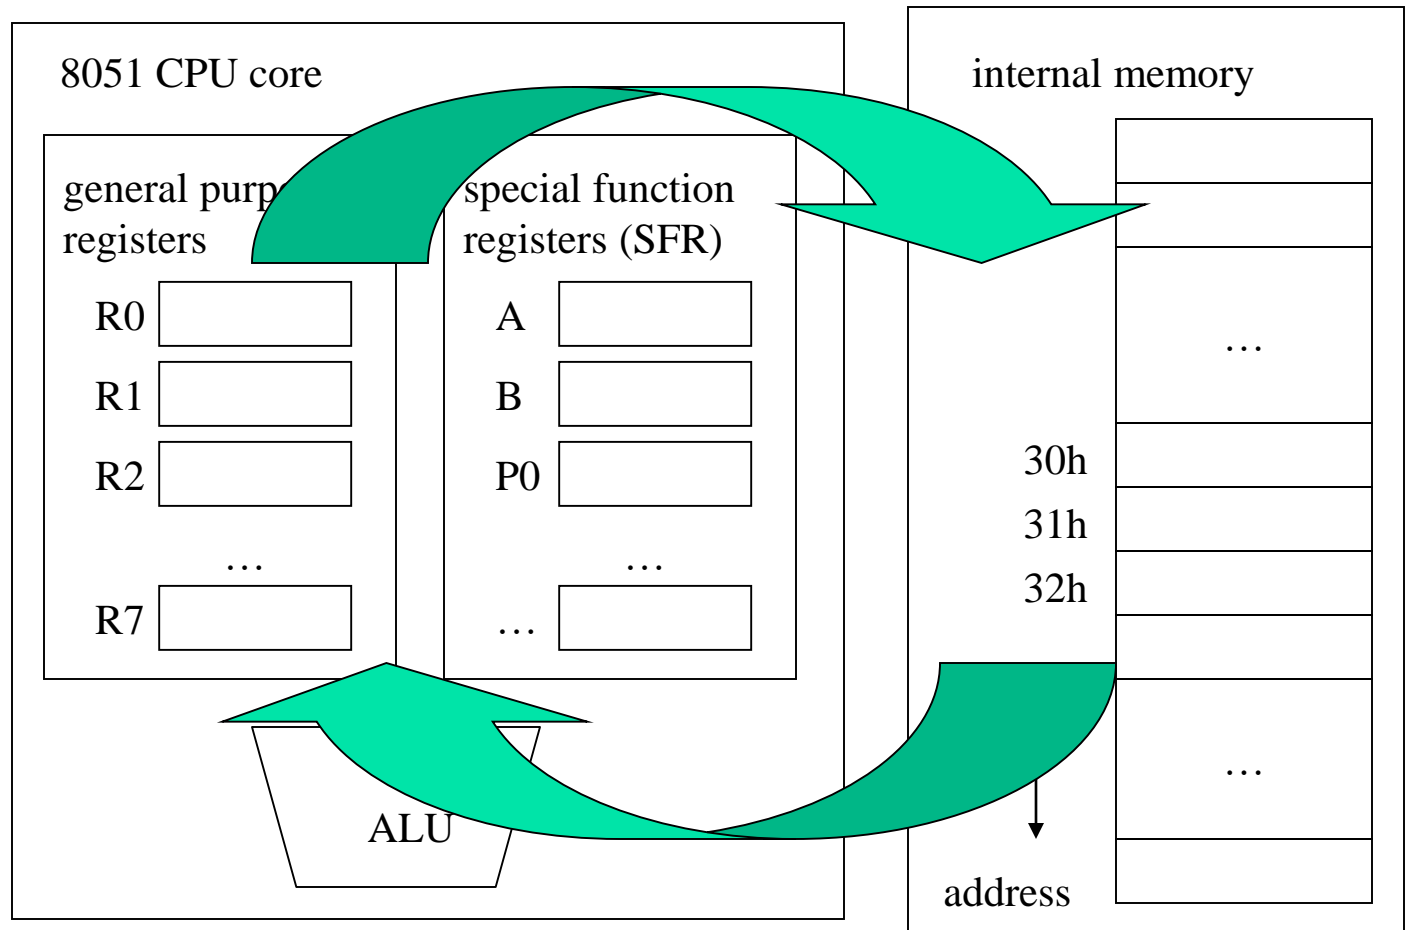 8051 CPU core
general purp
registers
R0
R1
R2
…
R7
special function
registers (SFR)
A
B
P0
…
…
ALU
internal memory
…
30h
31h
32h
…
address